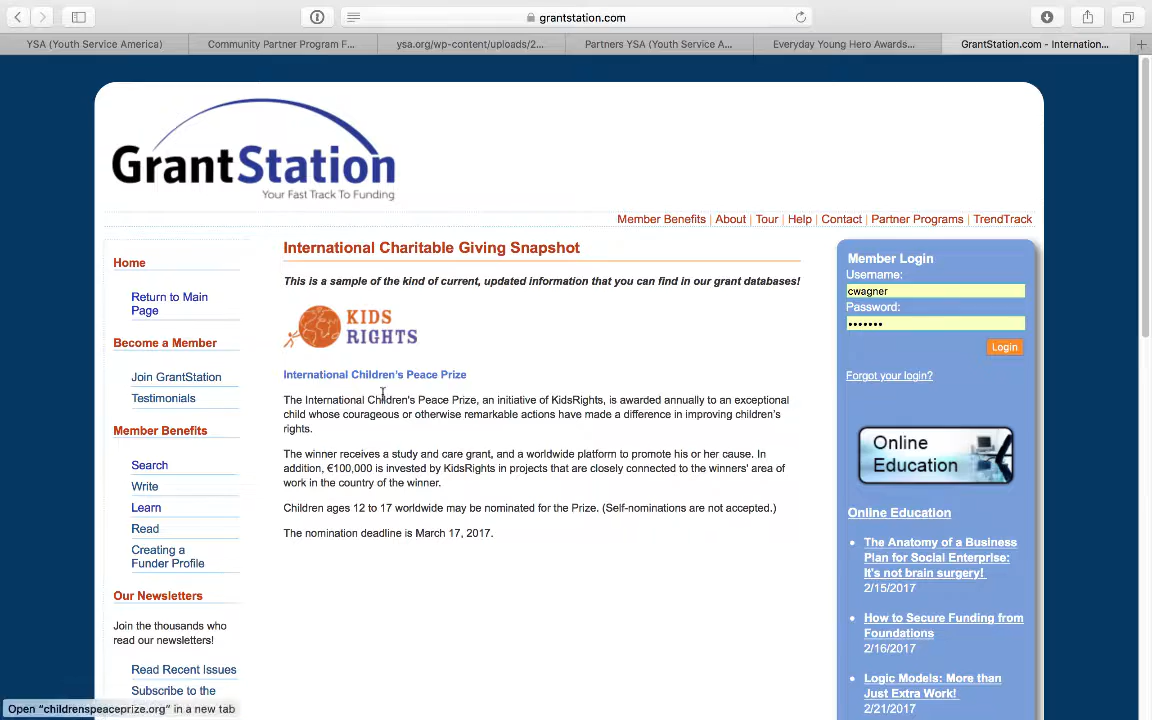 grantstation.com
YSA (Youth Service America)
Community Partner Program F...
ysa.org/wp-content/uploads/2...
Partners YSA (Youth Service A...
Everyday Young Hero Awards...
GrantStation.com - Internation...
GrantStation
Your Fast Track To Funding
Member Benefits | About | Tour | Help | Contact | Partner Programs | TrendTrack
Home
Return to Main
Page
Become a Member
Join GrantStation
Testimonials
Member Benefits
Search
Write
Learn
Read
Creating a
Funder Profile
Our Newsletters
Join the thousands who
read our newsletters!
Read Recent Issues
Subscribe to the
International Charitable Giving Snapshot
This is a sample of the kind of current, updated information that you can find in our grant databases!
KIDS
RIGHTS
International Children's Peace Prize
The International Children's Peace Prize, an initiative of KidsRights, is awarded annually to an exceptional
child whose courageous or otherwise remarkable actions have made a difference in improving children's
rights.
The winner receives a study and care grant, and a worldwide platform to promote his or her cause. In
addition, €100,000 is invested by KidsRights in projects that are closely connected to the winners' area of
work in the country of the winner.
Children ages 12 to 17 worldwide may be nominated for the Prize. (Self-nominations are not accepted.)
The nomination deadline is March 17, 2017.
Member Login
Username:
cwagner
Password:
•••••••
Login
Forgot your login?
Online
Education
Online Education
• The Anatomy of a Business
Plan for Social Enterprise:
It's not brain surgery!
2/15/2017
• How to Secure Funding from
Foundations
2/16/2017
• Logic Models: More than
Just Extra Work!
2/21/2017
Open "childrenspeaceprize.org" in a new tab